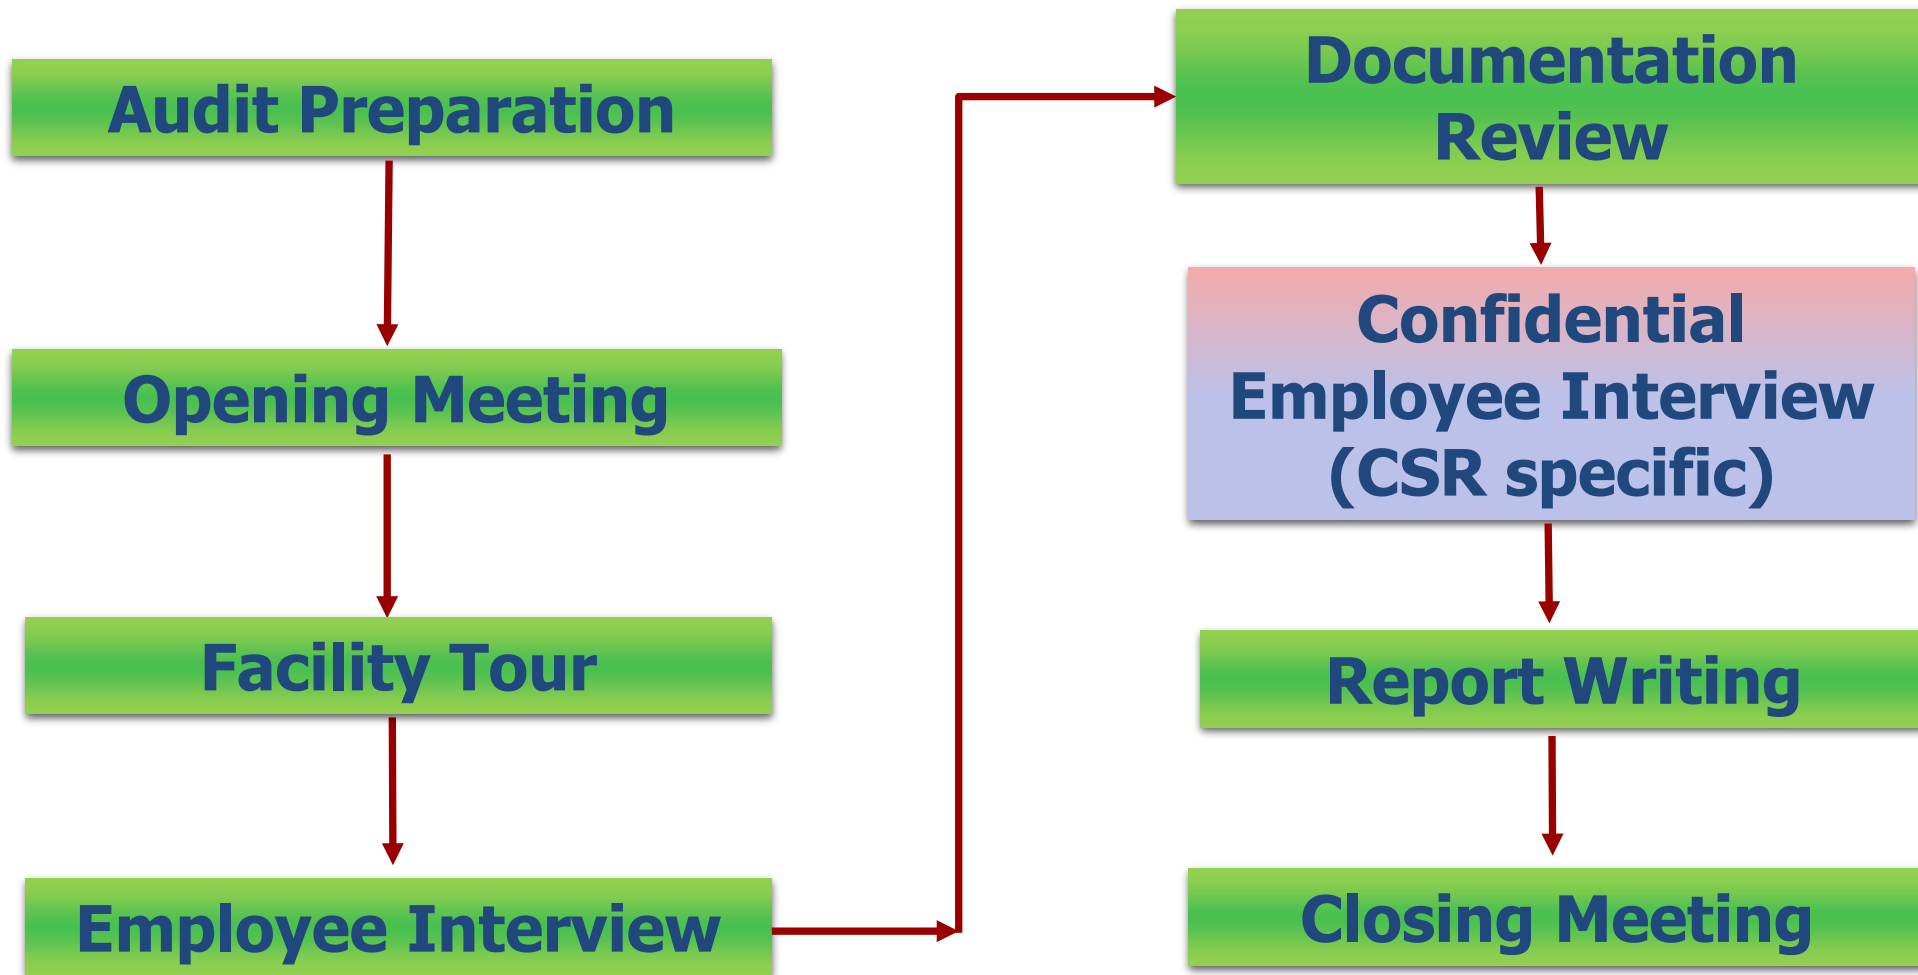 Audit Preparation
Opening Meeting
Facility Tour
Employee Interview
Documentation
Review
Confidential
Employee Interview
(CSR specific)
Report Writing
Closing Meeting